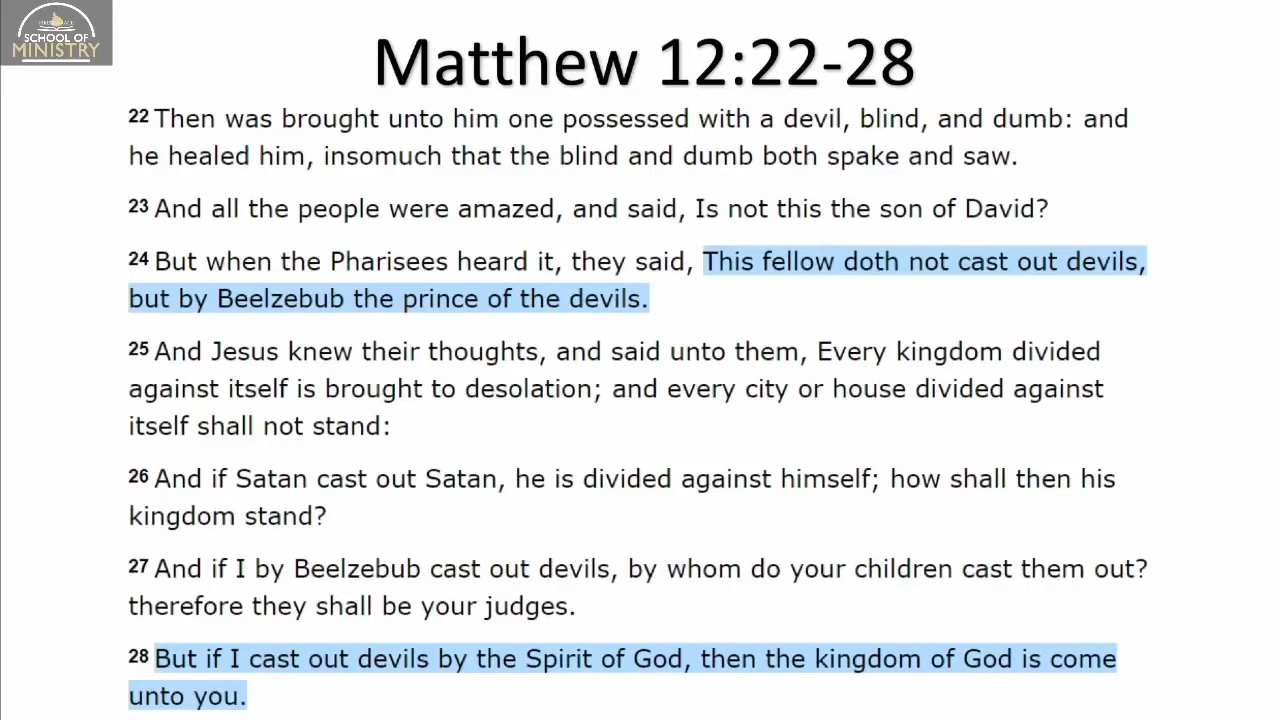 SCHOOL OF
MINISTRY
Matthew 12:22-28
22 Then was brought unto him one possessed with a devil, blind, and dumb: and
he healed him, insomuch that the blind and dumb both spake and saw.
23 And all the people were amazed, and said, Is not this the son of David?
24 But when the Pharisees heard it, they said, This fellow doth not cast out devils,
but by Beelzebub the prince of the devils.
25 And Jesus knew their thoughts, and said unto them, Every kingdom divided
against itself is brought to desolation; and every city or house divided against
itself shall not stand:
26 And if Satan cast out Satan, he is divided against himself; how shall then his
kingdom stand?
27 And if I by Beelzebub cast out devils, by whom do your children cast them out?
therefore they shall be your judges.
28 But if I cast out devils by the Spirit of God, then the kingdom of God is come
unto you.